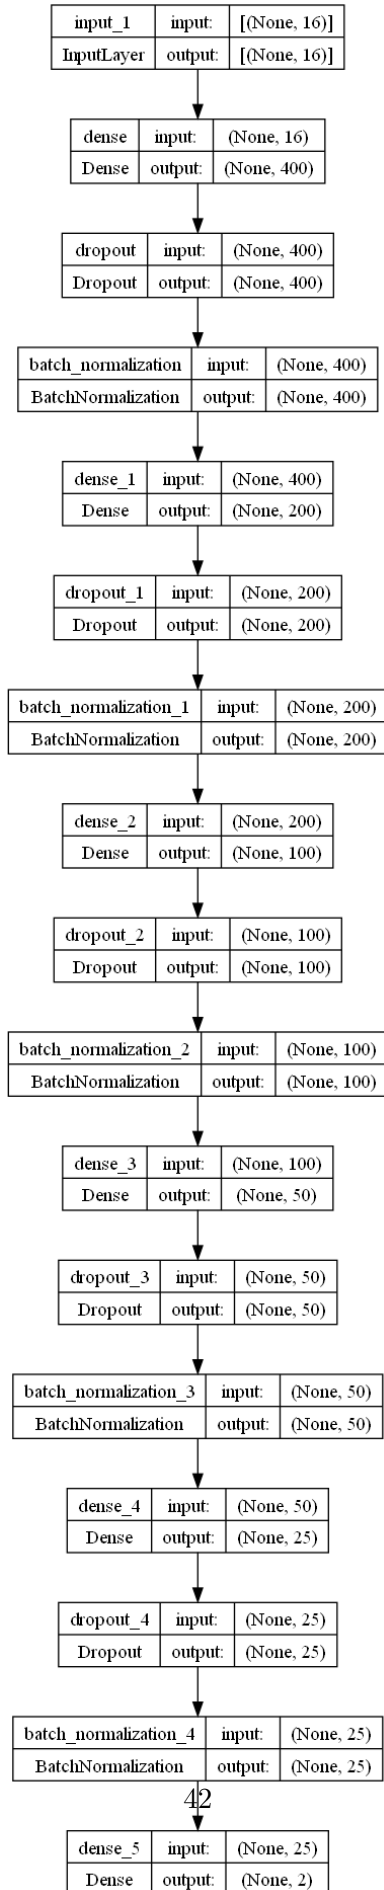 input_1 input: [(None, 16)]
InputLayer output: [(None, 16)]
dense input: (None, 16)
Dense output: (None, 400)
dropout input: (None, 400)
Dropout output: (None, 400)
batch_normalization input: (None, 400)
BatchNormalization output: (None, 400)
dense_1 input: (None, 400)
Dense output: (None, 200)
dropout_1 input: (None, 200)
Dropout output: (None, 200)
batch_normalization_1 input: (None, 200)
BatchNormalization output: (None, 200)
dense_2 input: (None, 200)
Dense output: (None, 100)
dropout_2 input: (None, 100)
Dropout output: (None, 100)
batch_normalization_2 input: (None, 100)
BatchNormalization output: (None, 100)
dense_3 input: (None, 100)
Dense output: (None, 50)
dropout_3 input: (None, 50)
Dropout output: (None, 50)
batch_normalization_3 input: (None, 50)
BatchNormalization output: (None, 50)
dense_4 input: (None, 50)
Dense output: (None, 25)
dropout_4 input: (None, 25)
Dropout output: (None, 25)
batch_normalization_4 input: (None, 25)
BatchNormalization output: (None, 25)
42
dense_5 input: (None, 25)
Dense output: (None, 2)